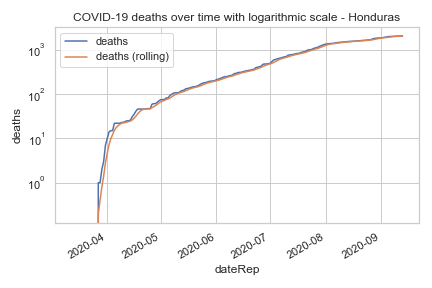 COVID-19 deaths over time with logarithmic scale - Honduras
deaths
deaths (rolling)
10³
10²
10¹
10⁰
deaths
2020-04
2020-05
2020-06
2020-07
2020-08
2020-09
dateRep